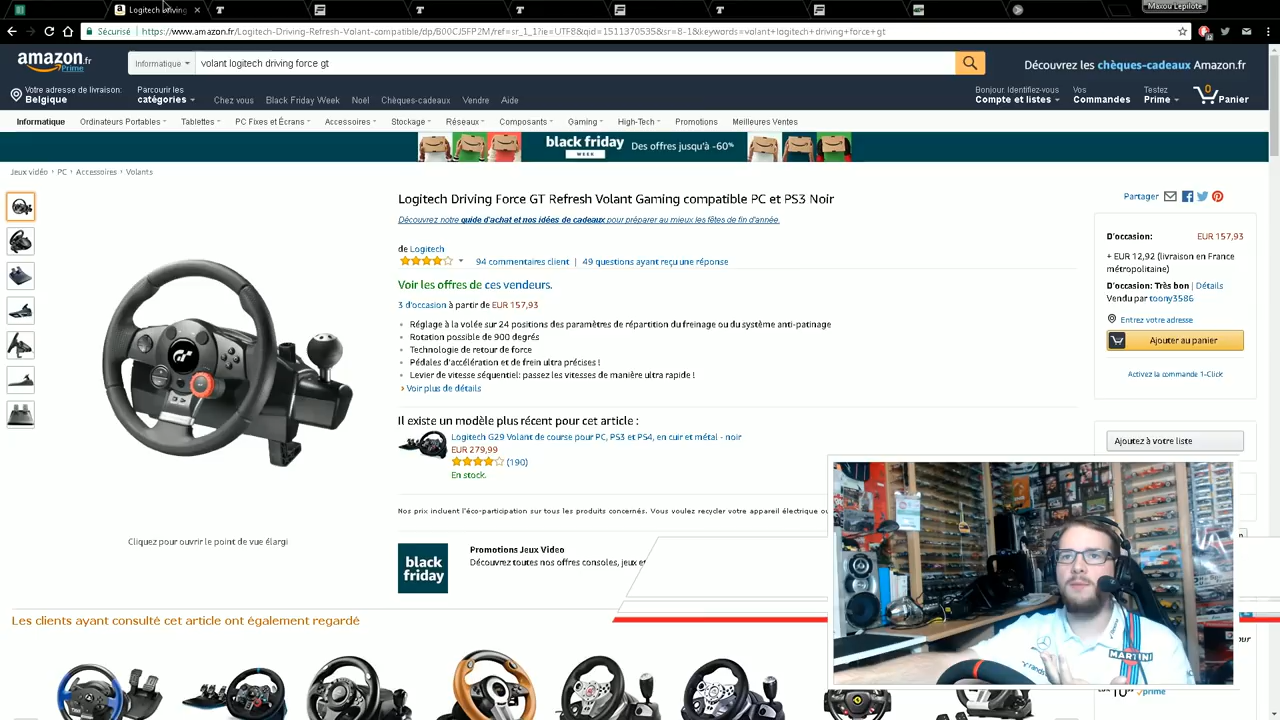 Logitech Driving
Maxou Lepilote
Sécurisé
https://www.amazon.fr/Logitech-Driving-Refresh-Volant-compatible/dp/B00CJ5FP2M/ref=sr_1_1?ie=UTF8&qid=1511370535&sr=8-1&keywords=volant+logitech+driving+force+gt
amazon.fr
Prime
Informatique
volant logitech driving force gt
Découvrez les chèques-cadeaux Amazon.fr
Votre adresse de livraison:
Belgique
Parcourir les
catégories
Chez vous
Black Friday Week
Noël
Chèques-cadeaux
Vendre
Aide
Bonjour. Identifiez-vous
Compte et listes
Vos
Commandes
Testez
Prime
0
Panier
Informatique
Ordinateurs Portables
Tablettes
PC Fixes et Écrans
Accessoires
Stockage
Réseaux
Composants
Gaming
High-Tech
Promotions
Meilleures Ventes
black friday
WEEK
Des offres jusqu'à -60%
Jeux vidéo › PC › Accessoires › Volants
Logitech Driving Force GT Refresh Volant Gaming compatible PC et PS3 Noir
Découvrez notre guide d'achat et nos idées de cadeaux pour préparer au mieux les fêtes de fin d'année.
de Logitech
94 commentaires client | 49 questions ayant reçu une réponse
Voir les offres de ces vendeurs.
3 d'occasion à partir de EUR 157,93
Réglage à la volée sur 24 positions des paramètres de répartition du freinage ou du système anti-patinage
Rotation possible de 900 degrés
Technologie de retour de force
Pédales d'accélération et de frein ultra précises !
Levier de vitesse séquentiel: passez les vitesses de manière ultra rapide !
› Voir plus de détails
Il existe un modèle plus récent pour cet article :
Logitech G29 Volant de course pour PC, PS3 et PS4, en cuir et métal - noir
EUR 279,99
(190)
En stock.
Nos prix incluent l'éco-participation sur tous les produits concernés. Vous voulez recycler votre appareil électrique ou
Cliquez pour ouvrir le point de vue élargi
black
friday
Promotions Jeux Video
Découvrez toutes nos offres consoles, jeux et
Partager
D'occasion: EUR 157,93
+ EUR 12,92 (livraison en France
métropolitaine)
D'occasion: Très bon | Détails
Vendu par toony3586
Entrez votre adresse
Ajouter au panier
Activez la commande 1-Click
Ajoutez à votre liste
Les clients ayant consulté cet article ont également regardé
MARTINI
prime